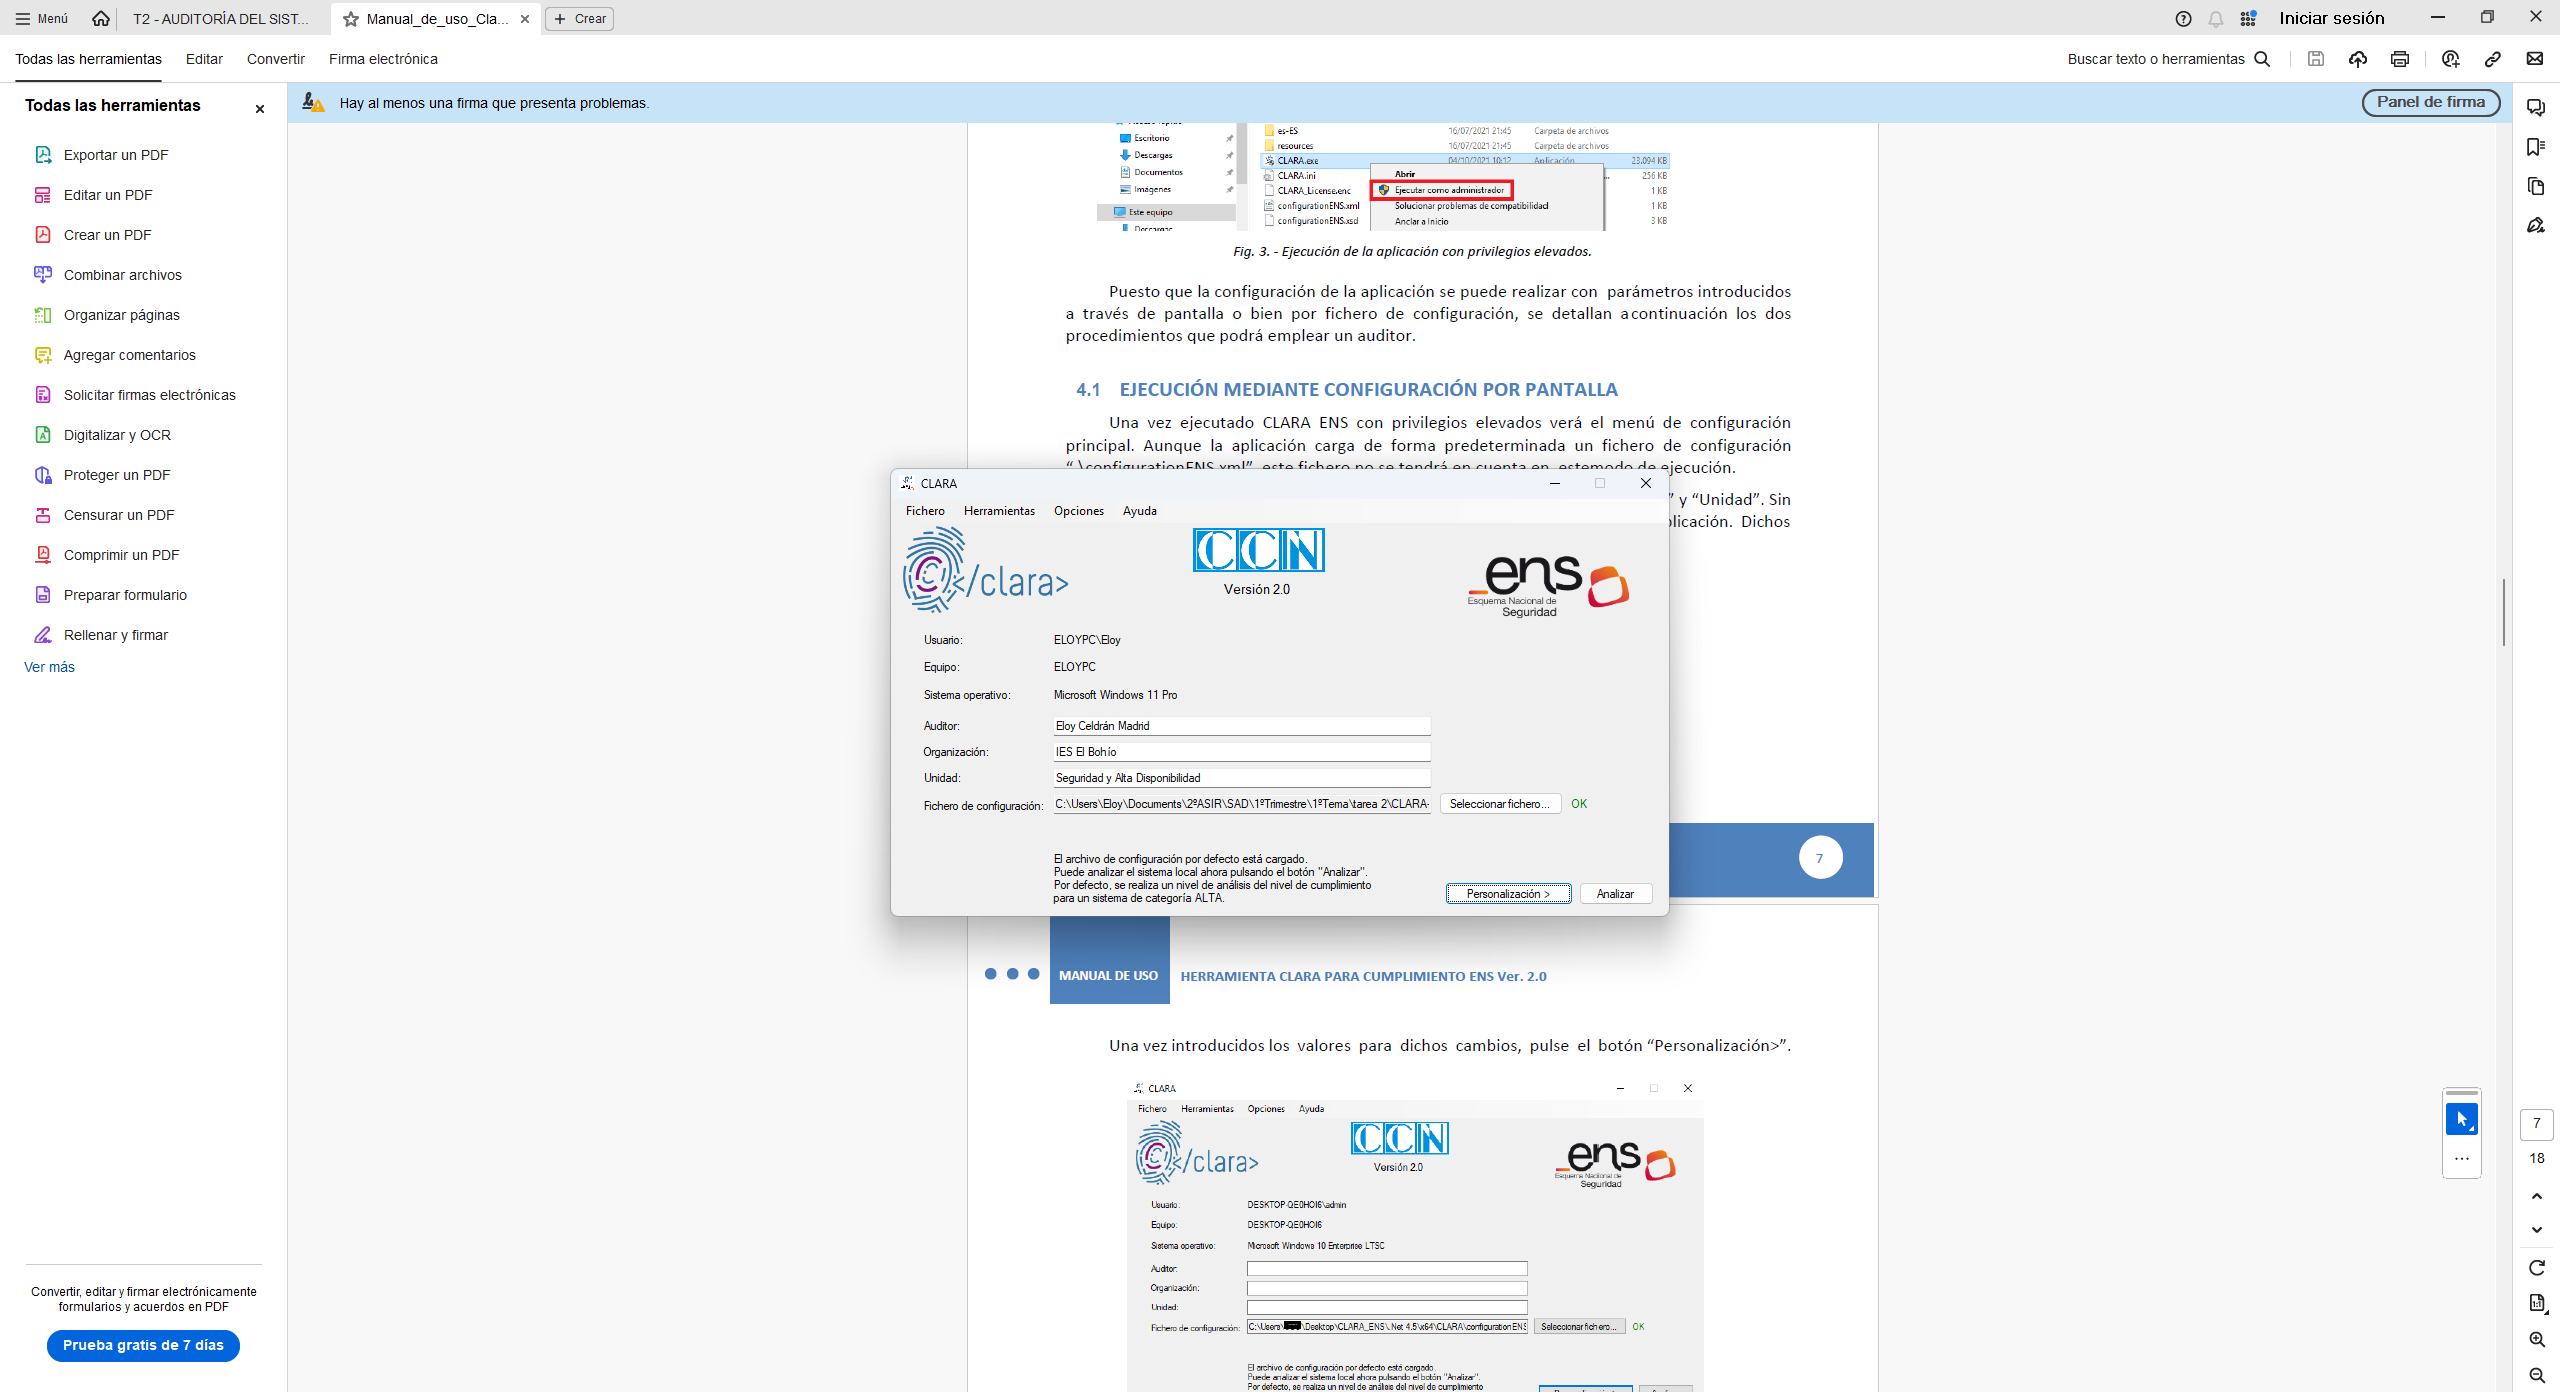 Menú
T2 - AUDITORÍA DEL SIST...
Manual_de_uso_Cla...
Crear
Iniciar sesión
Todas las herramientas
Editar
Convertir
Firma electrónica
Buscar texto o herramientas
Todas las herramientas
Hay al menos una firma que presenta problemas.
Panel de firma
Exportar un PDF
Editar un PDF
Crear un PDF
Combinar archivos
Organizar páginas
Agregar comentarios
Solicitar firmas electrónicas
Digitalizar y OCR
Proteger un PDF
Censurar un PDF
Comprimir un PDF
Preparar formulario
Rellenar y firmar
Ver más
Convertir, editar y firmar electrónicamente
formularios y acuerdos en PDF
Prueba gratis de 7 días
Escritorio
Descargas
Documentos
Imágenes
Este equipo
es-ES 16/07/2021 21:45 Carpeta de archivos
resources 16/07/2021 21:45 Carpeta de archivos
CLARA.exe 04/10/2021 10:12 Aplicación 23.094 KB
CLARA.ini 256 KB
CLARA_License.enc 1 KB
configurationENS.xml 1 KB
configurationENS.xsd 3 KB
Abrir
Ejecutar como administrador
Solucionar problemas de compatibilidad
Anclar a Inicio
Fig. 3. - Ejecución de la aplicación con privilegios elevados.
Puesto que la configuración de la aplicación se puede realizar con parámetros introducidos
a través de pantalla o bien por fichero de configuración, se detallan a continuación los dos
procedimientos que podrá emplear un auditor.
4.1 EJECUCIÓN MEDIANTE CONFIGURACIÓN POR PANTALLA
Una vez ejecutado CLARA ENS con privilegios elevados verá el menú de configuración
principal. Aunque la aplicación carga de forma predeterminada un fichero de configuración
“.\configurationENS.xml”, este fichero no se tendrá en cuenta en estemodo de ejecución.
” y “Unidad”. Sin
plicación. Dichos
CLARA
Fichero Herramientas Opciones Ayuda
</clara>
CCN
Versión 2.0
ens
Esquema Nacional de
Seguridad
Usuario: ELOYPC\Eloy
Equipo: ELOYPC
Sistema operativo: Microsoft Windows 11 Pro
Auditor: Eloy Celdrán Madrid
Organización: IES El Bohío
Unidad: Seguridad y Alta Disponibilidad
Fichero de configuración: C:\Users\Eloy\Documents\2ºASIR\SAD\1ºTrimestre\1ºTema\tarea 2\CLARA- Seleccionar fichero... OK
El archivo de configuración por defecto está cargado.
Puede analizar el sistema local ahora pulsando el botón "Analizar".
Por defecto, se realiza un nivel de análisis del nivel de cumplimiento
para un sistema de categoría ALTA.
Personalización > Analizar
7
MANUAL DE USO
HERRAMIENTA CLARA PARA CUMPLIMIENTO ENS Ver. 2.0
Una vez introducidos los valores para dichos cambios, pulse el botón “Personalización>”.
CLARA
Fichero Herramientas Opciones Ayuda
</clara>
CCN
Versión 2.0
ens
Esquema Nacional de
Seguridad
Usuario: DESKTOP-QE0HOI6\admin
Equipo: DESKTOP-QE0HOI6
Sistema operativo: Microsoft Windows 10 Enterprise LTSC
Auditor:
Organización:
Unidad:
Fichero de configuración: C:\Users\ \Desktop\CLARA_ENS\.Net 4.5\x64\CLARA\configurationENS Seleccionar fichero... OK
El archivo de configuración por defecto está cargado.
Puede analizar el sistema local ahora pulsando el botón "Analizar".
Por defecto, se realiza un nivel de análisis del nivel de cumplimiento
7
18